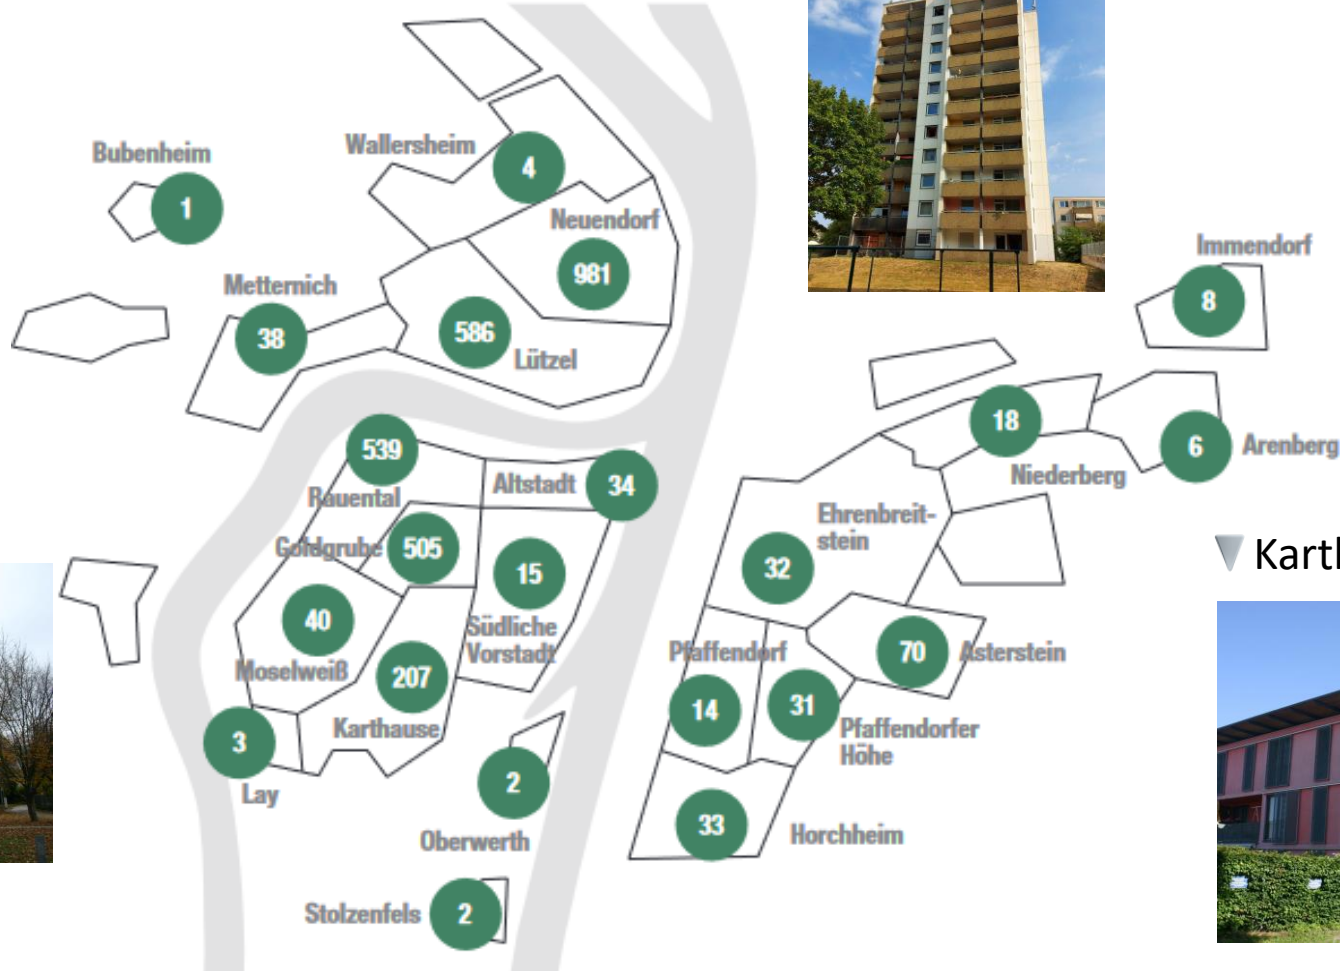 Wallersheim
4
Bubenheim
1
Neuendorf
981
Immendorf
8
Metternich
38
586
Lützel
18
Niederberg
6
Arenberg
539
Rauental
Altstadt
34
Ehrenbreit-
stein
32
Goldgrube
505
15
Südliche
Vorstadt
40
Moselweiß
207
Karthause
Pfaffendorf
14
31
Pfaffendorfer
Höhe
70
Asterstein
3
Lay
2
Oberwerth
33
Horchheim
Stolzenfels
2